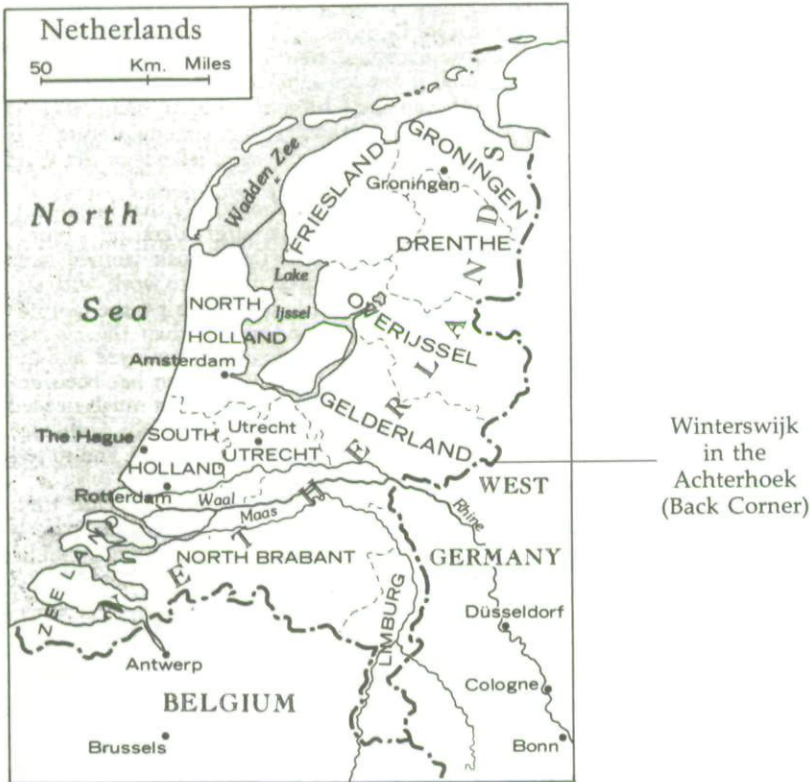 Netherlands
50 Km. Miles
North
Sea
Wadden Zee
FRIESLAND
GRONINGEN
Groningen
DRENTHE
NETHERLANDS
Lake
Ijssel
NORTH
HOLLAND
OVERIJSSEL
Amsterdam
GELDERLAND
The Hague
SOUTH
HOLLAND
Utrecht
UTRECHT
Rotterdam
Waal
Maas
Rhine
WEST
GERMANY
Winterswijk
in the
Achterhoek
(Back Corner)
ZEELAND
NORTH BRABANT
LIMBURG
Düsseldorf
Antwerp
Cologne
BELGIUM
Brussels
Bonn